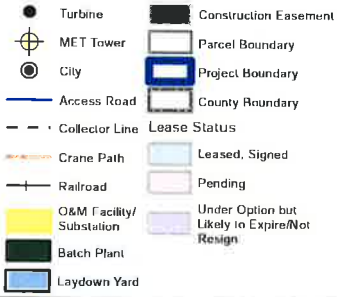 Turbine
MET Tower
City
Access Road
Collector Line
Crane Path
Railroad
O&M Facility/
Substation
Batch Plant
Laydown Yard
Construction Easement
Parcel Boundary
Project Boundary
County Boundary
Lease Status
Leased, Signed
Pending
Under Option but
Likely to Expire/Not
Resign